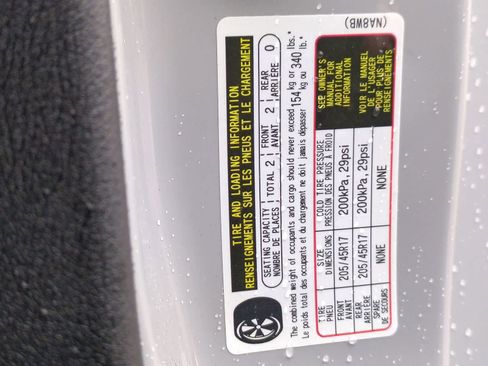 (NA8WB)
TIRE AND LOADING INFORMATION
RENSEIGNEMENTS SUR LES PNEUS ET LE CHARGEMENT
SEATING CAPACITY TOTAL 2 FRONT 2 REAR 0
NOMBRE DE PLACES AVANT ARRIÈRE
The combined weight of occupants and cargo should never exceed 154 kg or 340 lbs.
Le poids total des occupants et du chargement ne doit jamais dépasser 154 kg ou 340 lb.
TIRE SIZE COLD TIRE PRESSURE
PNEU DIMENSIONS PRESSION DES PNEUS À FROID
FRONT 205/45R17 200kPa, 29psi
AVANT
REAR 205/45R17 200kPa, 29psi
ARRIÈRE
SPARE NONE NONE
DE SECOURS
SEE OWNER'S
MANUAL FOR
ADDITIONAL
INFORMATION
VOIR LE MANUEL
DE L'USAGER
POUR PLUS DE
RENSEIGNEMENTS